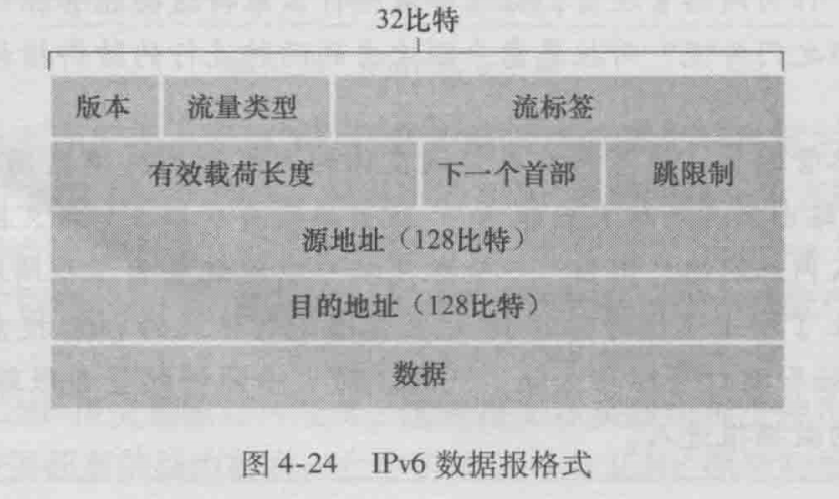 32比特
版本 流量类型 流标签
有效载荷长度 下一个首部 跳限制
源地址（128比特）
目的地址（128比特）
数据
图 4-24 IPv6 数据报格式